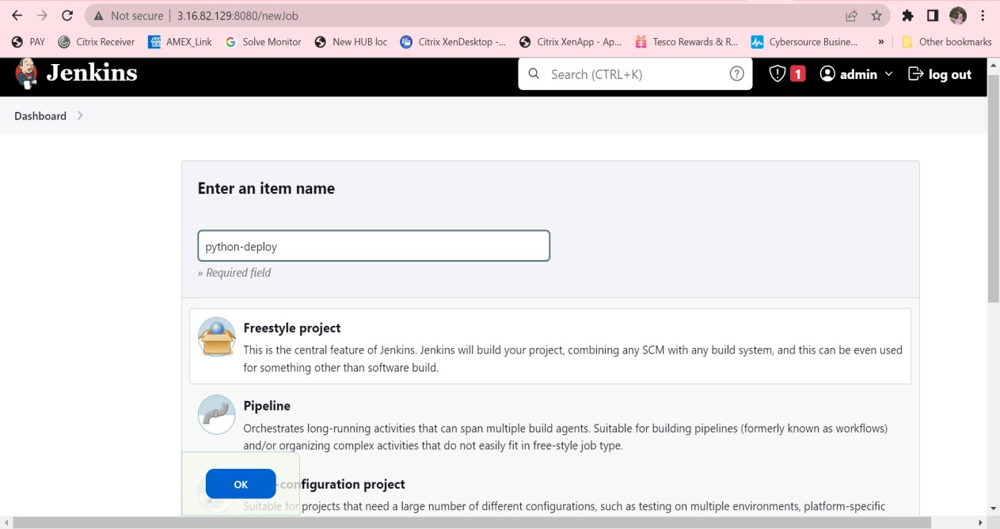 Not secure | 3.16.82.129:8080/newJob
PAY Citrix Receiver AMEX_Link Solve Monitor New HUB loc Citrix XenDesktop -... Citrix XenApp - Ap... Tesco Rewards & R... Cybersource Busine... » Other bookmarks
Jenkins Search (CTRL+K) ? 1 admin log out
Dashboard
Enter an item name
python-deploy
» Required field
Freestyle project
This is the central feature of Jenkins. Jenkins will build your project, combining any SCM with any build system, and this can be even used
for something other than software build.
Pipeline
Orchestrates long-running activities that can span multiple build agents. Suitable for building pipelines (formerly known as workflows)
and/or organizing complex activities that do not easily fit in free-style job type.
OK -configuration project
Suitable for projects that need a large number of different configurations, such as testing on multiple environments, platform-specific